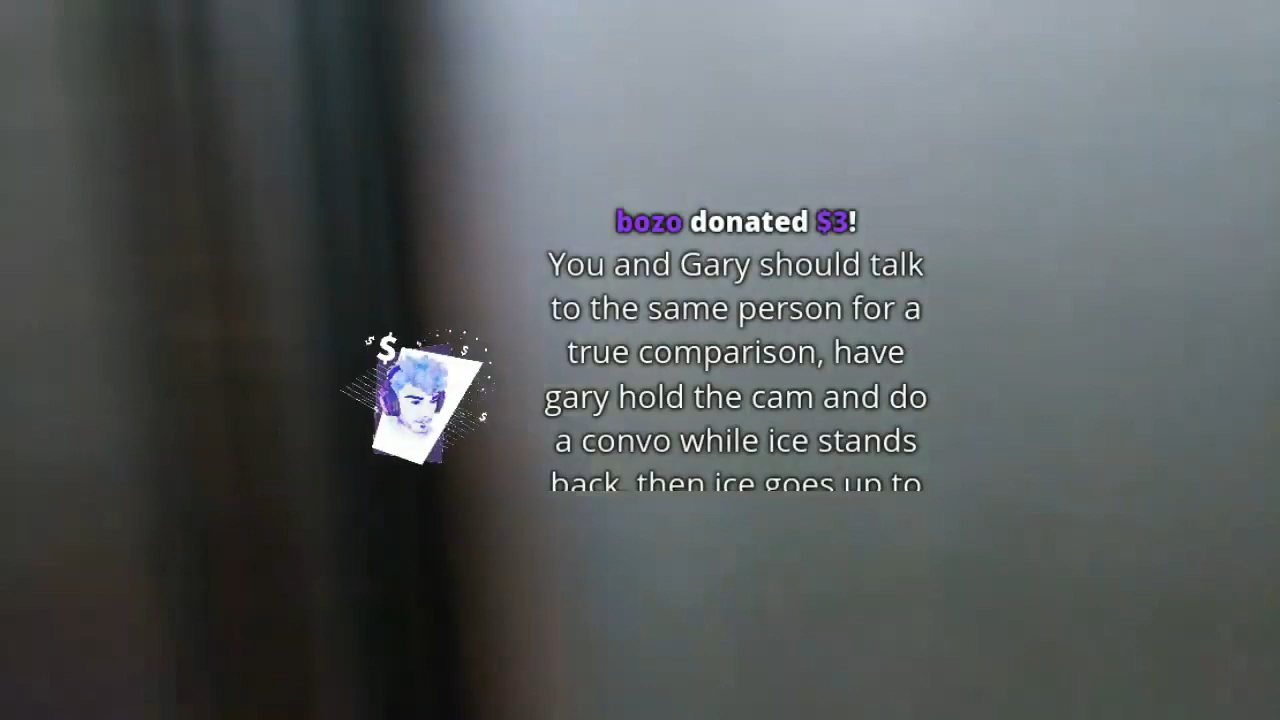 bozo donated $3!
You and Gary should talk
to the same person for a
true comparison, have
gary hold the cam and do
a convo while ice stands
back, then ice goes up to
$
$
$
$